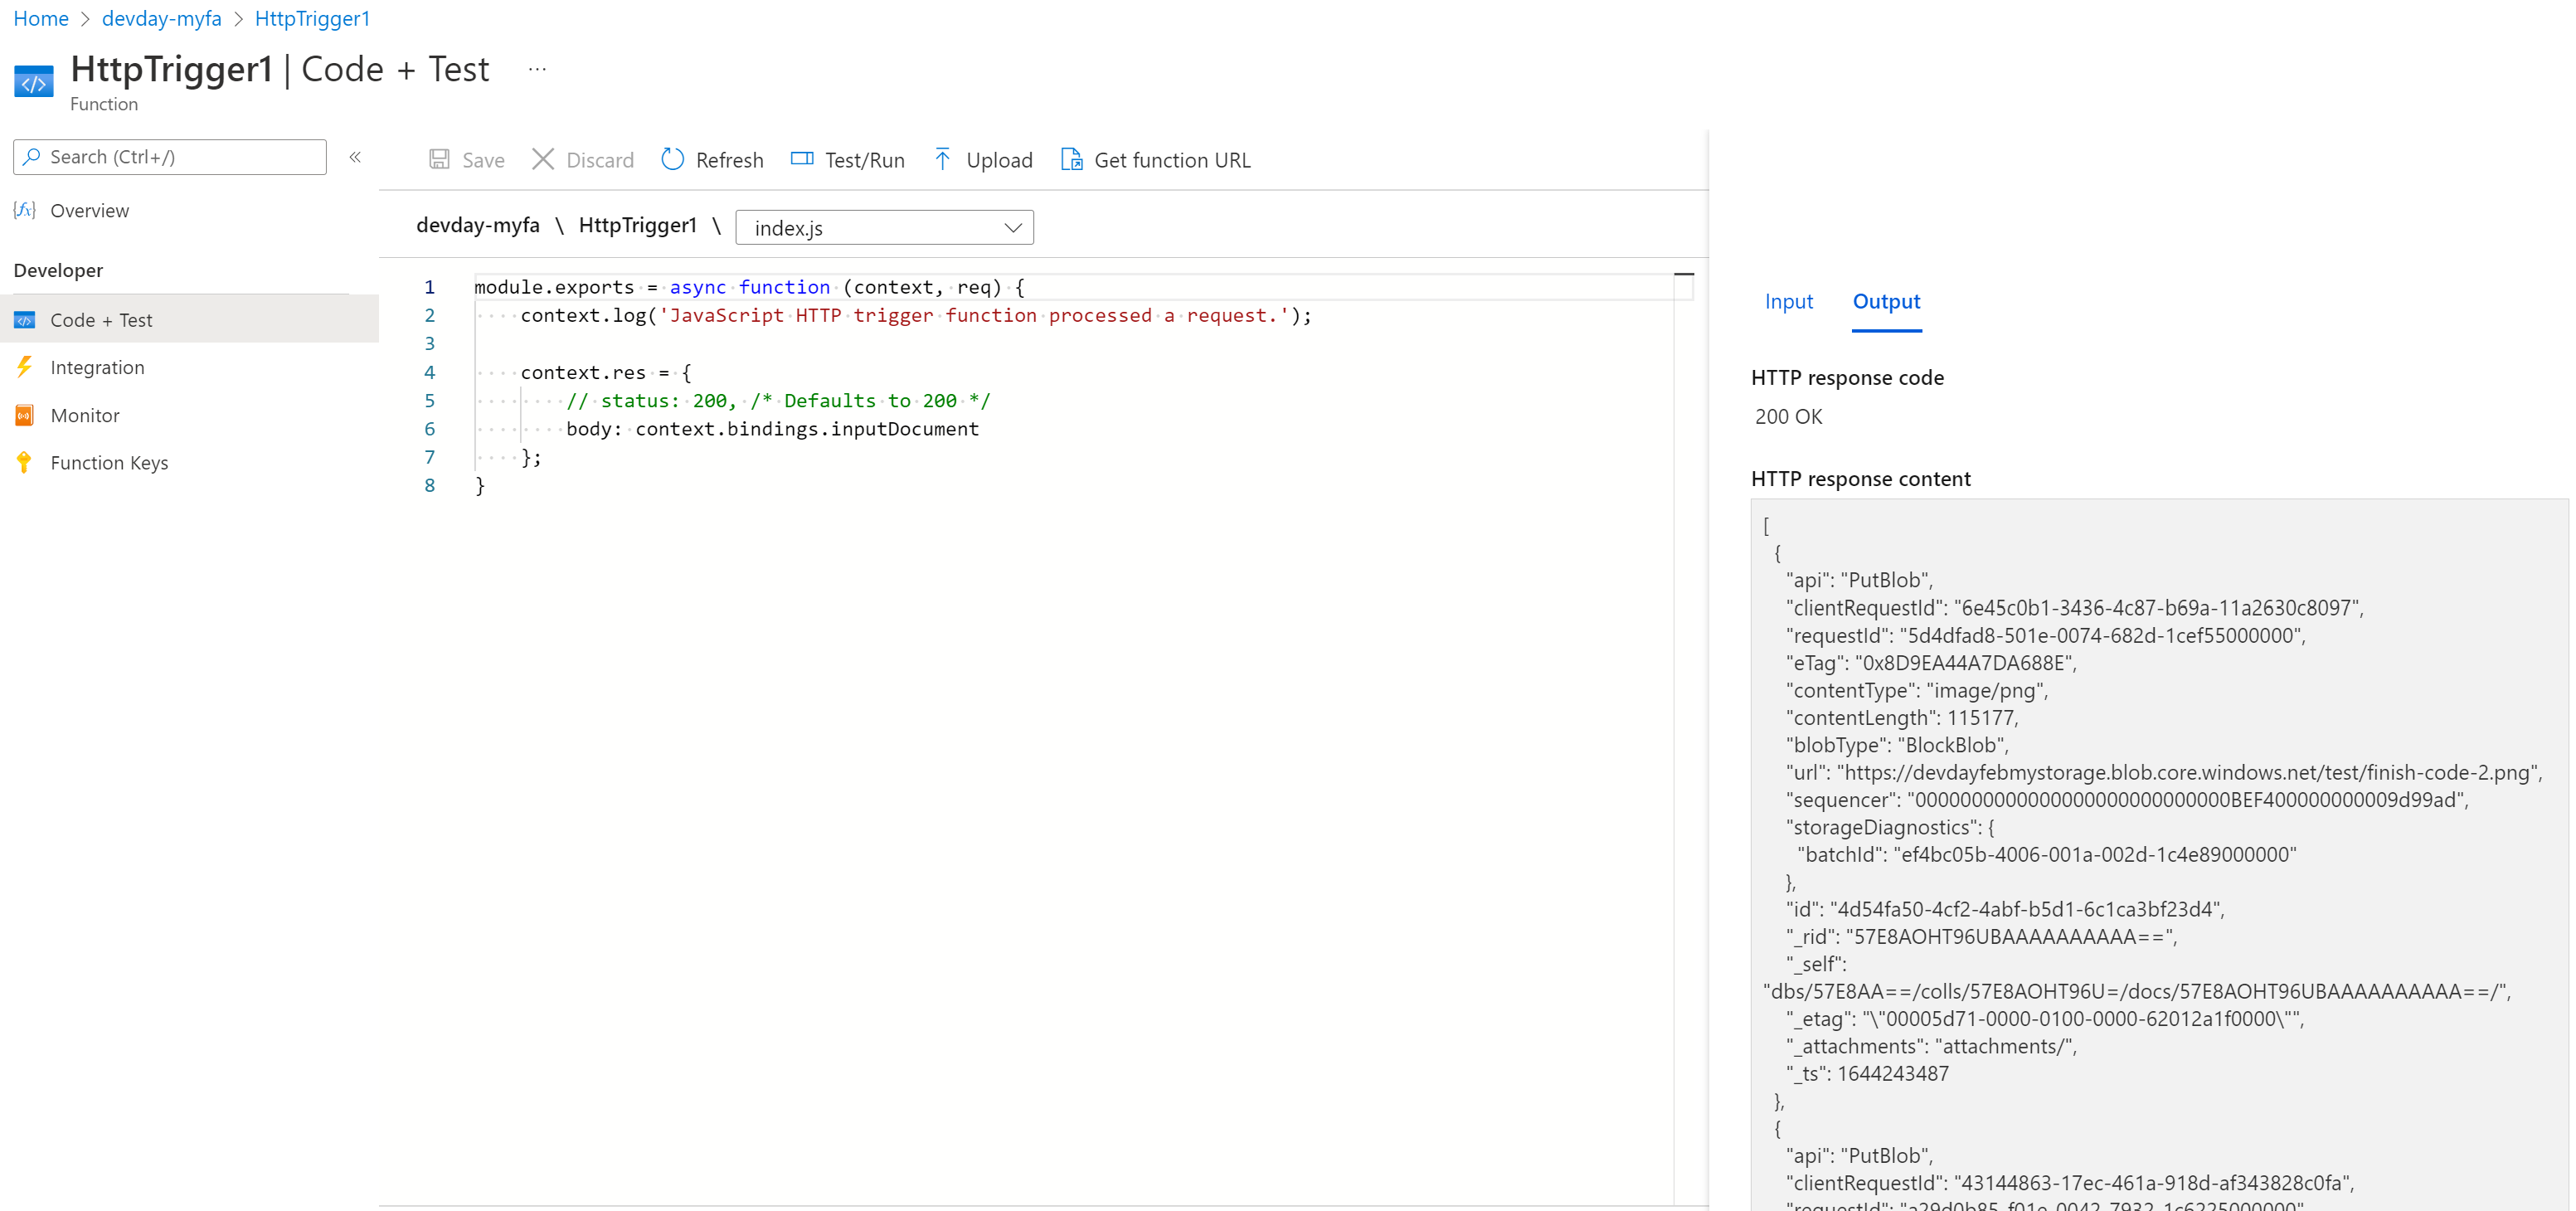 Home > devday-myfa > HttpTrigger1
HttpTrigger1 | Code + Test ...
Function
Search (Ctrl+/)
«
Overview
Developer
Code + Test
Integration
Monitor
Function Keys
Save Discard Refresh Test/Run Upload Get function URL
devday-myfa \ HttpTrigger1 \ index.js
1 module.exports = async function (context, req) {
2 context.log('JavaScript HTTP trigger function processed a request.');
3
4 context.res = {
5 // status: 200, /* Defaults to 200 */
6 body: context.bindings.inputDocument
7 };
8 }
Input Output
HTTP response code
200 OK
HTTP response content
[
{
"api": "PutBlob",
"clientRequestId": "6e45c0b1-3436-4c87-b69a-11a2630c8097",
"requestId": "5d4dfad8-501e-0074-682d-1cef55000000",
"eTag": "0x8D9EA44A7DA688E",
"contentType": "image/png",
"contentLength": 115177,
"blobType": "BlockBlob",
"url": "https://devdayfebmystorage.blob.core.windows.net/test/finish-code-2.png",
"sequencer": "00000000000000000000000000000BEF400000000009d99ad",
"storageDiagnostics": {
"batchId": "ef4bc05b-4006-001a-002d-1c4e89000000"
},
"id": "4d54fa50-4cf2-4abf-b5d1-6c1ca3bf23d4",
"_rid": "57E8AOHT96UBAAAAAAAAAA==",
"_self":
"dbs/57E8AA==/colls/57E8AOHT96U=/docs/57E8AOHT96UBAAAAAAAAAA==/",
"_etag": "\"00005d71-0000-0100-0000-62012a1f0000\"",
"_attachments": "attachments/",
"_ts": 1644243487
},
{
"api": "PutBlob",
"clientRequestId": "43144863-17ec-461a-918d-af343828c0fa",
"requestId": "a29d0b85-f01e-0042-7932-1c6225000000"